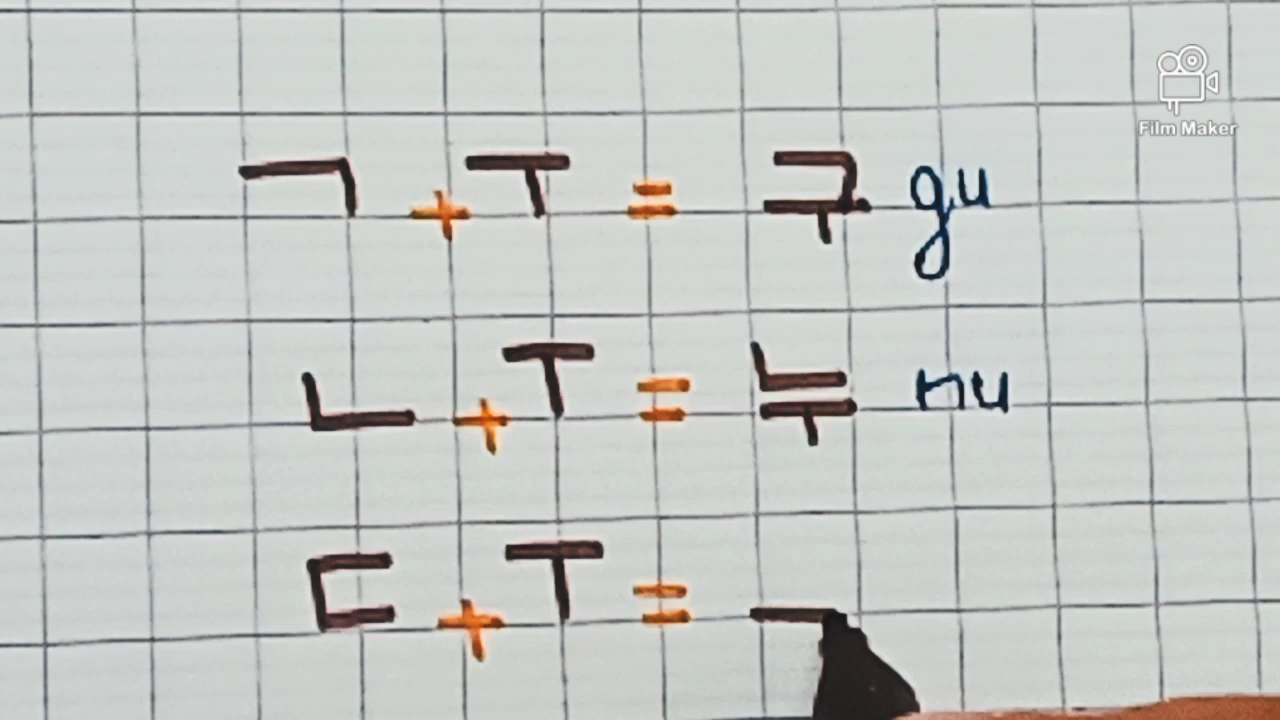 Film Maker
ㄱ + ㅜ = 구 gu
ㄴ + ㅜ = 누 nu
ㄷ + ㅜ =